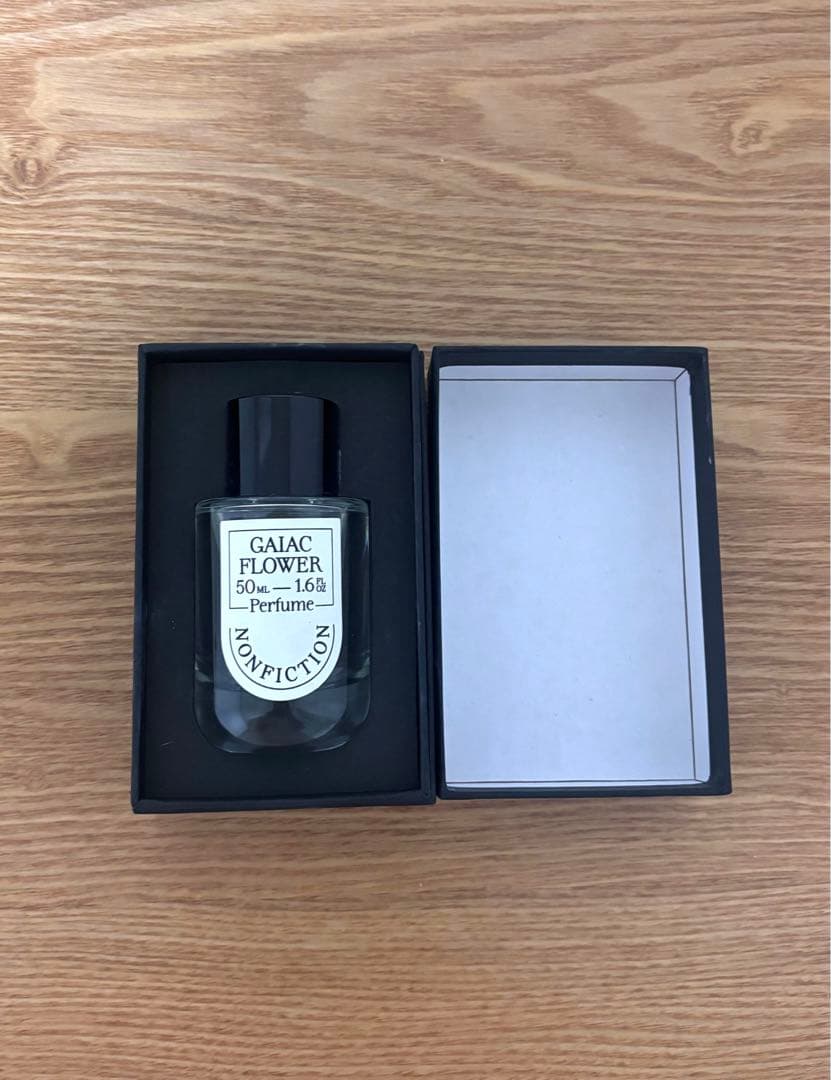 GAIAC
FLOWER
50ML — 1.6 FL OZ
Perfume
NONFICTION